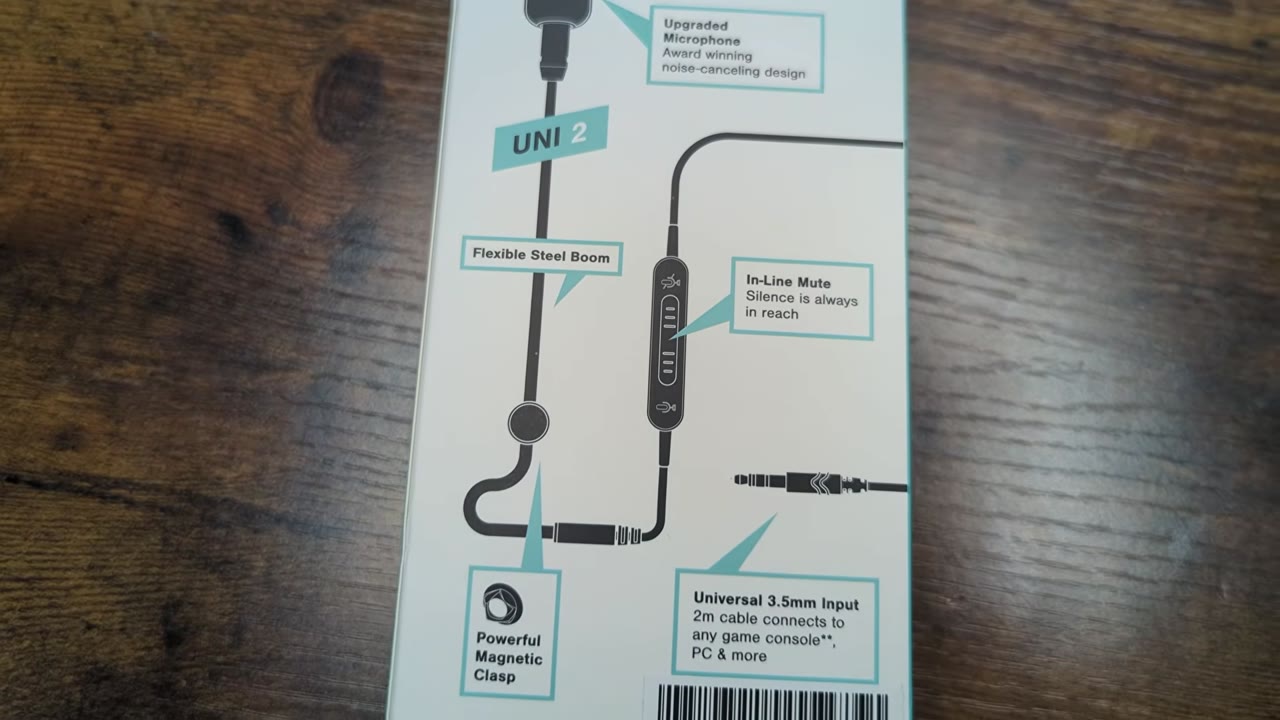 Upgraded
Microphone
Award winning
noise-canceling design
UNI 2
Flexible Steel Boom
In-Line Mute
Silence is always
in reach
Powerful
Magnetic
Clasp
Universal 3.5mm Input
2m cable connects to
any game console**,
PC & more